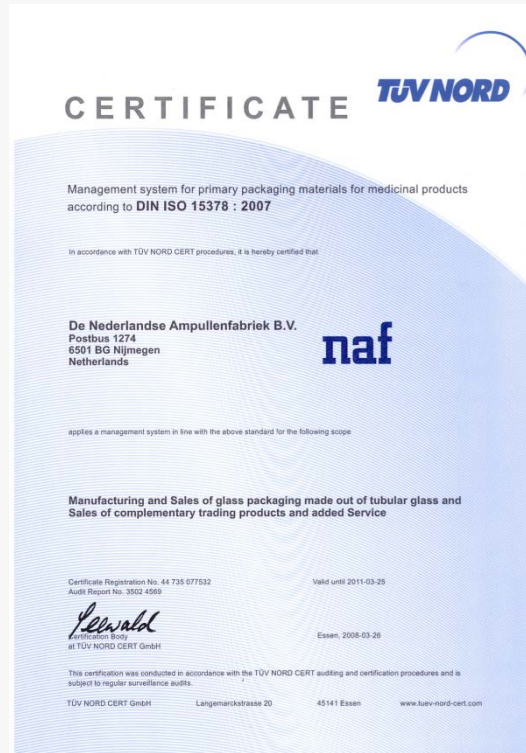 TÜV NORD
CERTIFICATE
Management system for primary packaging materials for medicinal products
according to DIN ISO 15378 : 2007
In accordance with TÜV NORD CERT procedures, it is hereby certified that
De Nederlandse Ampullenfabriek B.V.
Postbus 1274
6501 BG Nijmegen
Netherlands
naf
applies a management system in line with the above standard for the following scope
Manufacturing and Sales of glass packaging made out of tubular glass and
Sales of complementary trading products and added Service
Certificate Registration No. 44 735 077532
Audit Report No. 3502 4569
Valid until 2011-03-25
Seewald
Certification Body
at TÜV NORD CERT GmbH
Essen, 2008-03-26
This certification was conducted in accordance with the TÜV NORD CERT auditing and certification procedures and is
subject to regular surveillance audits.
TÜV NORD CERT GmbH Langemarckstrasse 20 45141 Essen www.tuev-nord-cert.com